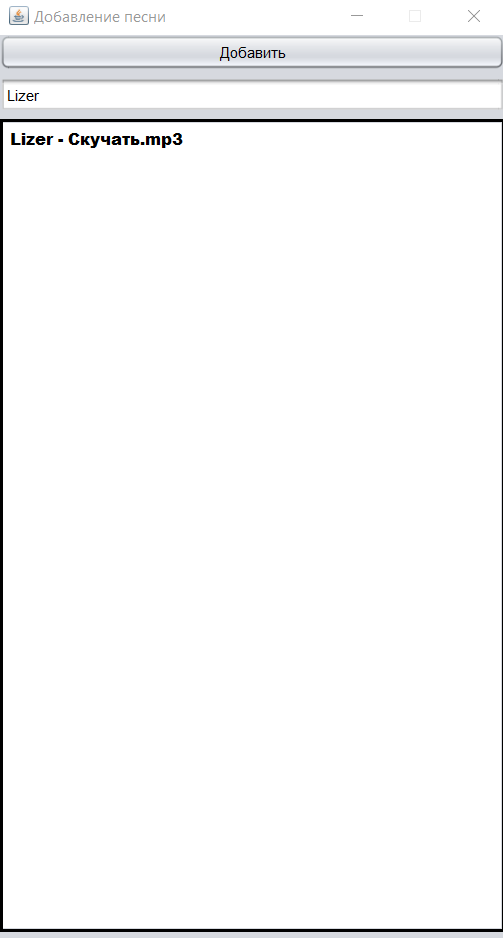 Добавление песни
Добавить
Lizer
Lizer - Скучать.mp3